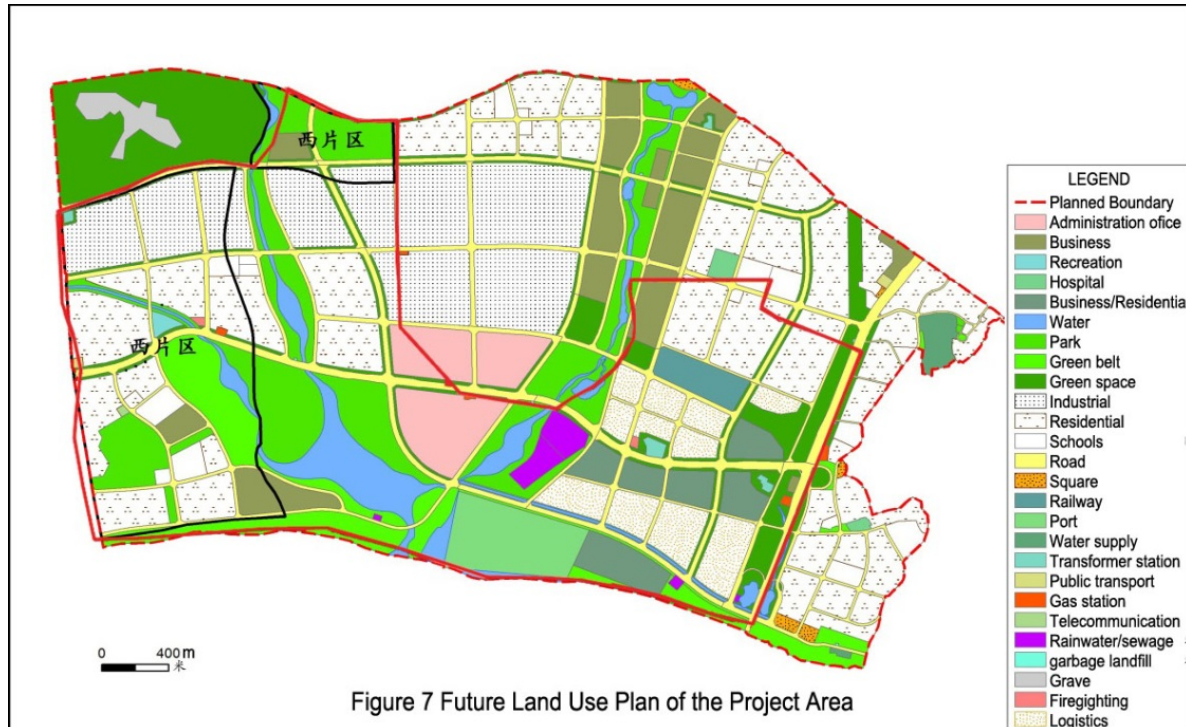 西片区
西片区
LEGEND
Planned Boundary
Administration ofice
Business
Recreation
Hospital
Business/Residentia
Water
Park
Green belt
Green space
Industrial
Residential
Schools
Road
Square
Railway
Port
Water supply
Transformer station
Public transport
Gas station
Telecommunication
Rainwater/sewage
garbage landfill
Grave
Firegighting
Logistics
0 400 m
米
Figure 7 Future Land Use Plan of the Project Area